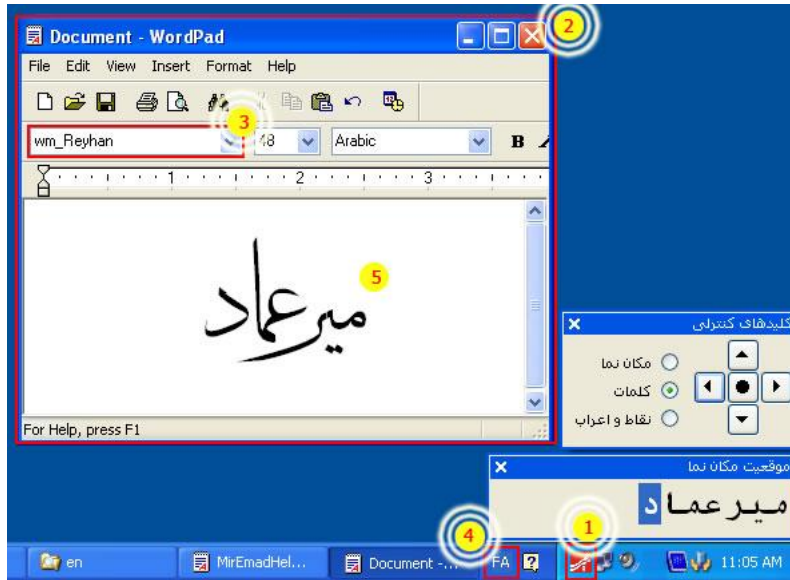 Document - WordPad
2
File Edit View Insert Format Help
3
wm_Reyhan 48 Arabic B
1 2 3
5
میرعماد
کلیدهای کنترلی
مکان نما
کلمات
نقاط و اعراب
For Help, press F1
موقعیت مکان نما
میرعماد
4
1
en
MirEmadHel...
Document -...
FA
11:05 AM